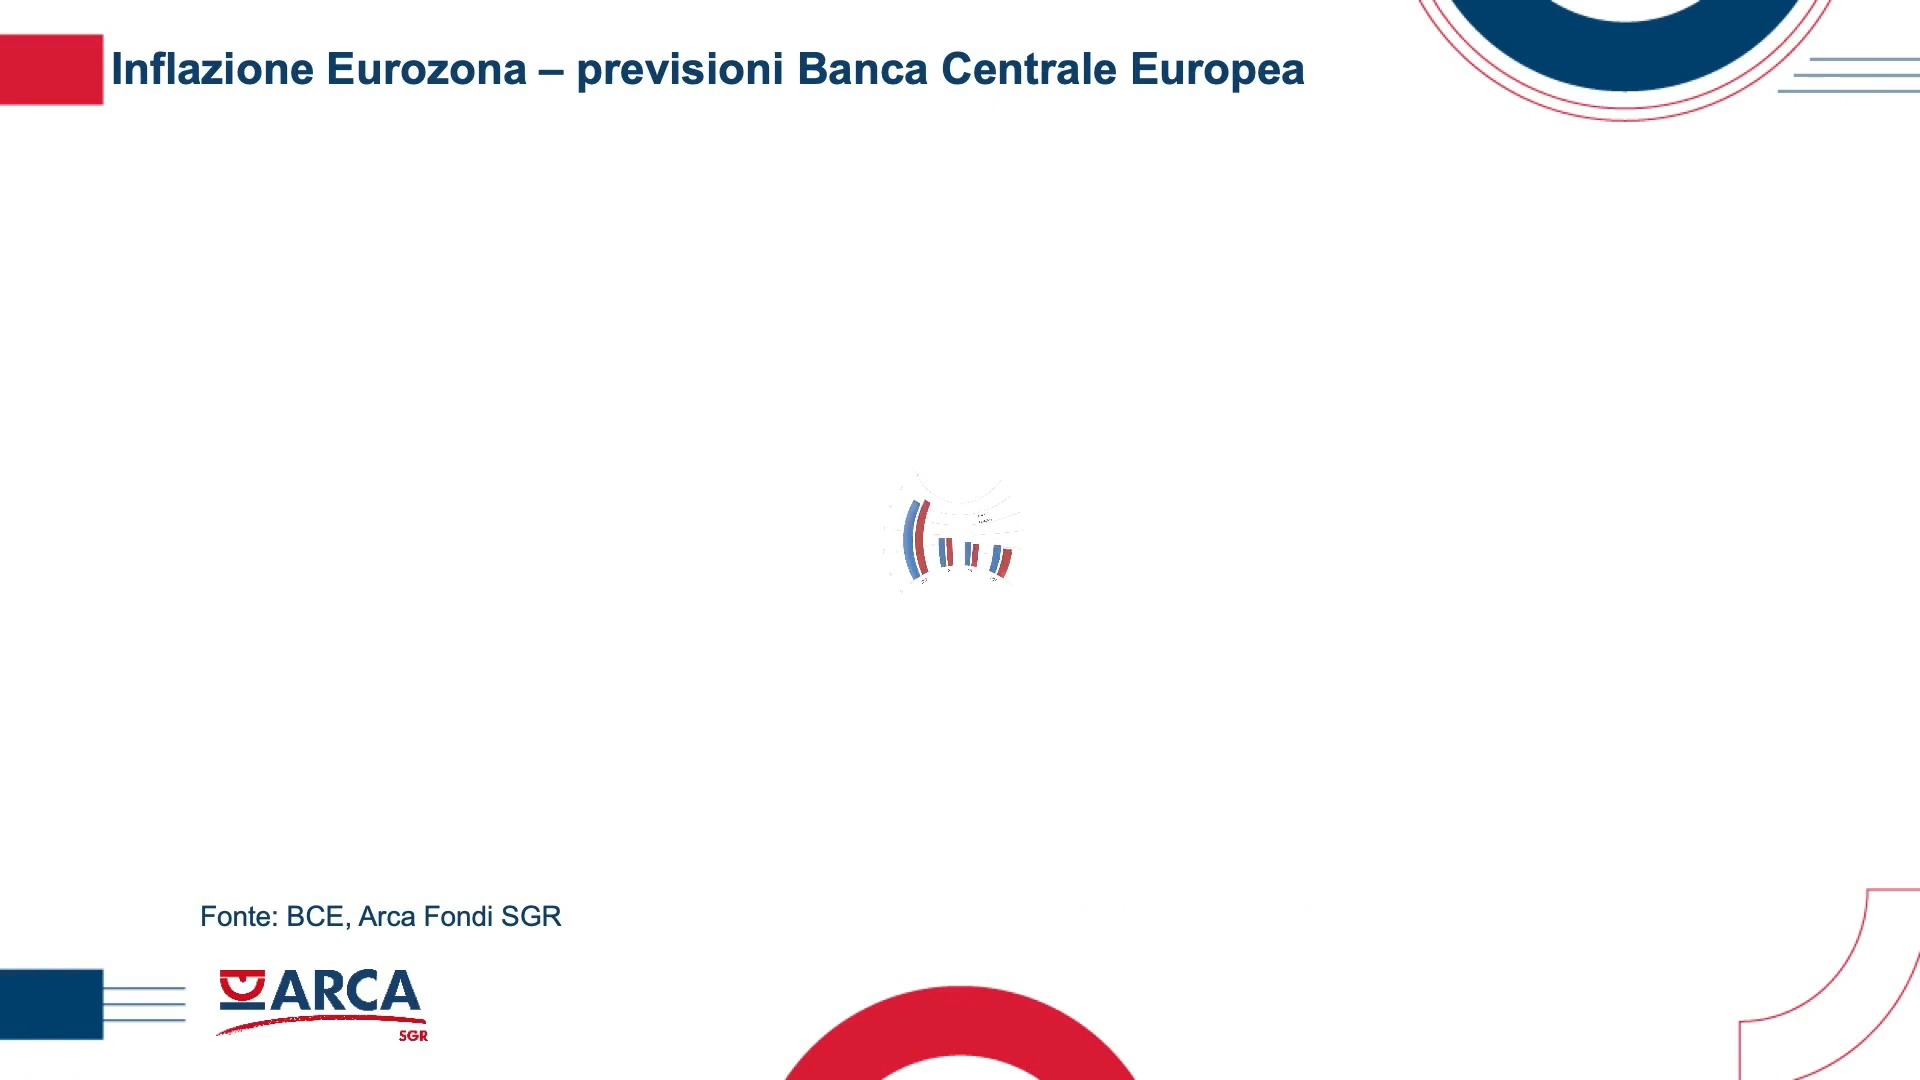 Inflazione Eurozona – previsioni Banca Centrale Europea
Fonte: BCE, Arca Fondi SGR
ARCA
SGR